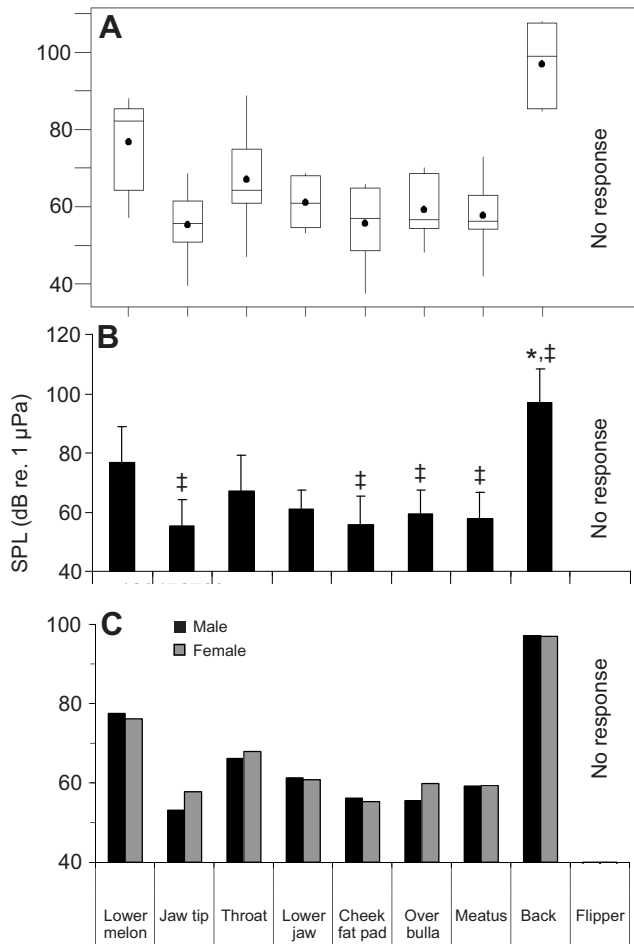 A
100
80
60
40
No response
B
120
100
80
60
40
‡
‡
‡
‡
*,‡
No response
SPL (dB re. 1 µPa)
C
Male
Female
100
80
60
40
No response
Lower melon
Jaw tip
Throat
Lower jaw
Cheek fat pad
Over bulla
Meatus
Back
Flipper